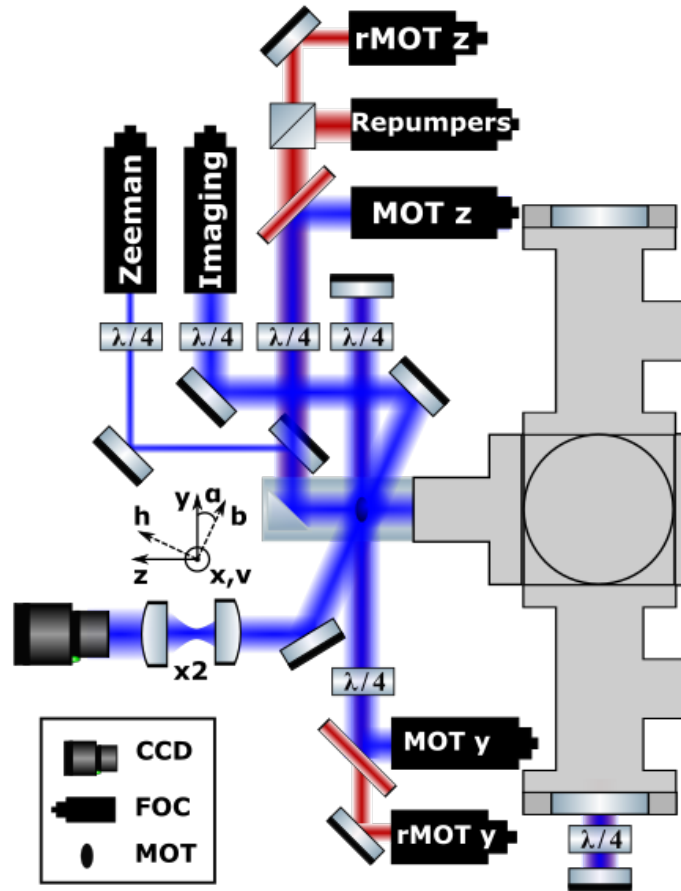 rMOT z
Repumpers
MOT z
Zeeman
Imaging
λ/4
λ/4
λ/4
λ/4
y
a
b
h
z
x,v
x2
λ/4
MOT y
rMOT y
λ/4
CCD
FOC
MOT